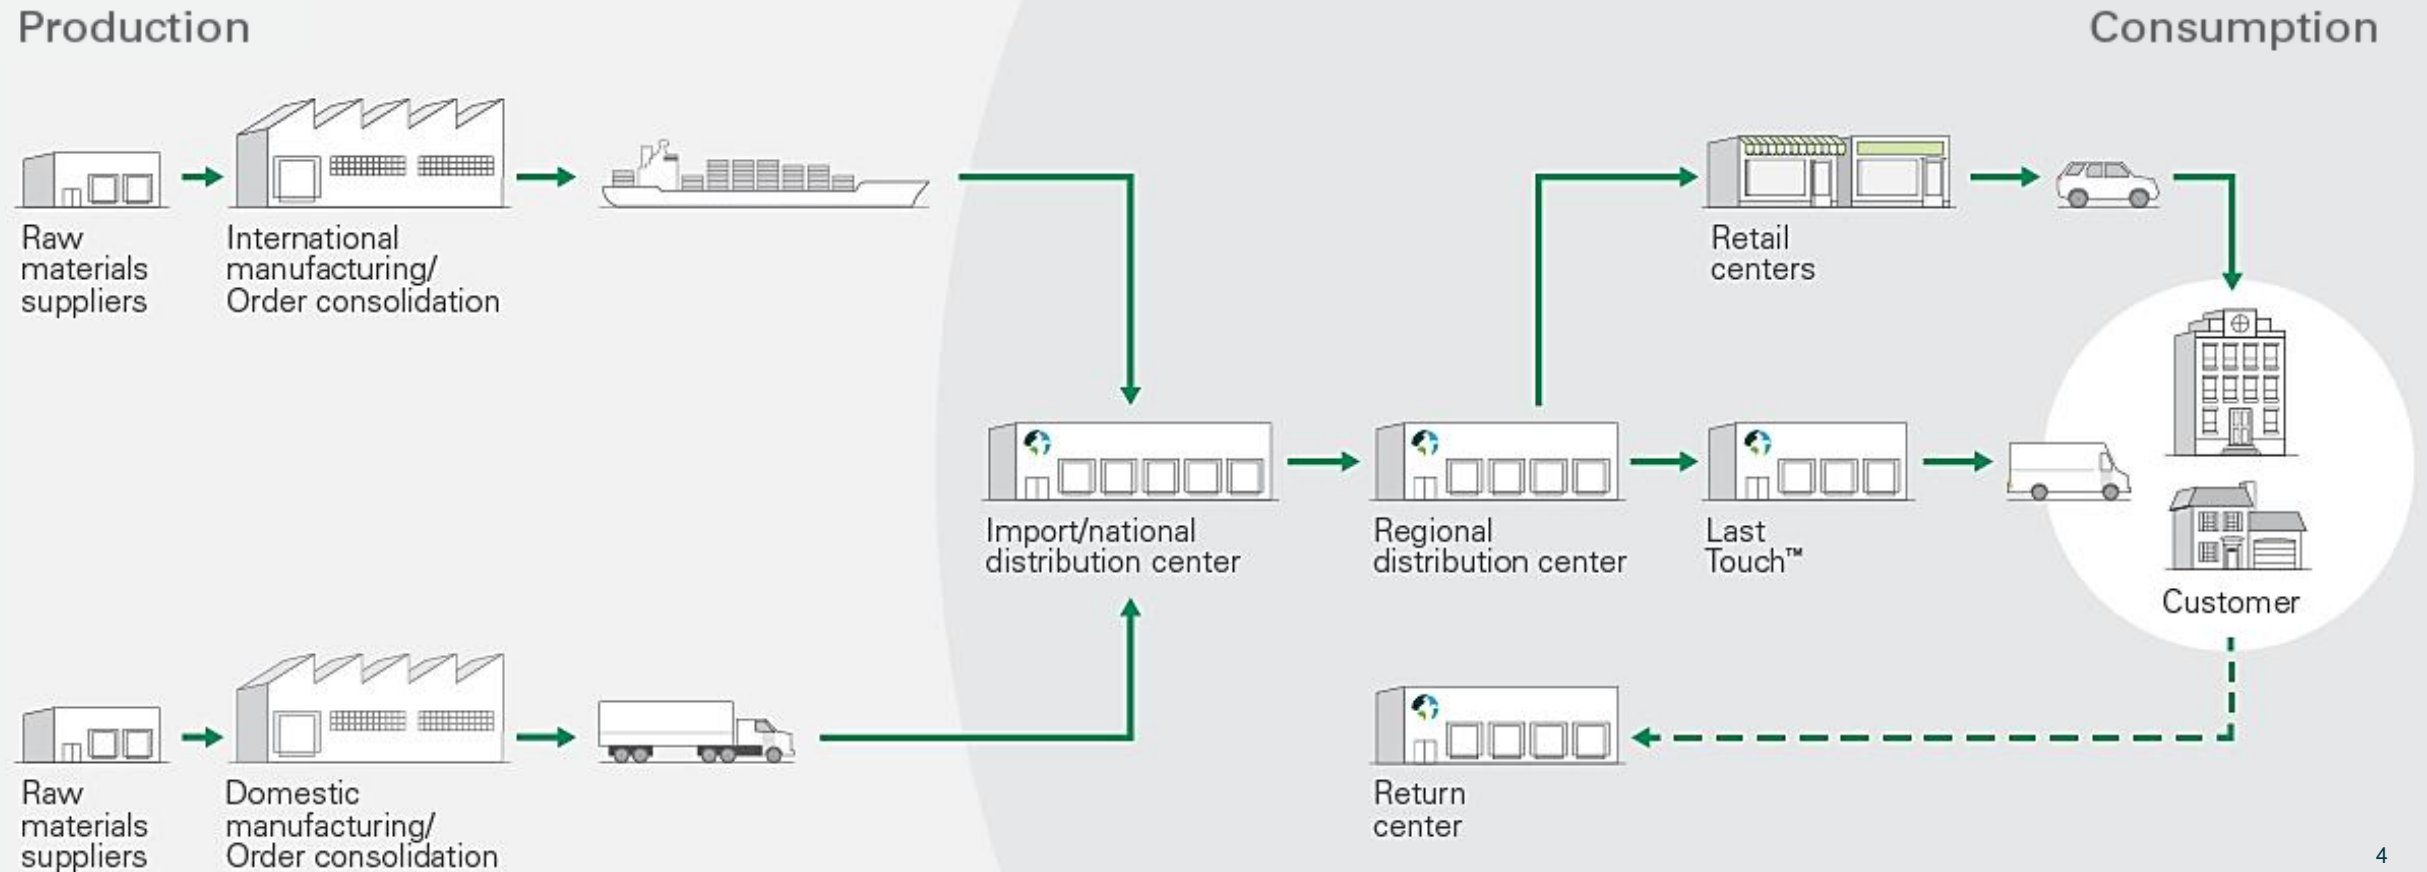 Production
Consumption
Raw
materials
suppliers
International
manufacturing/
Order consolidation
Retail
centers
Import/national
distribution center
Regional
distribution center
Last
Touch™
Customer
Raw
materials
suppliers
Domestic
manufacturing/
Order consolidation
Return
center
4